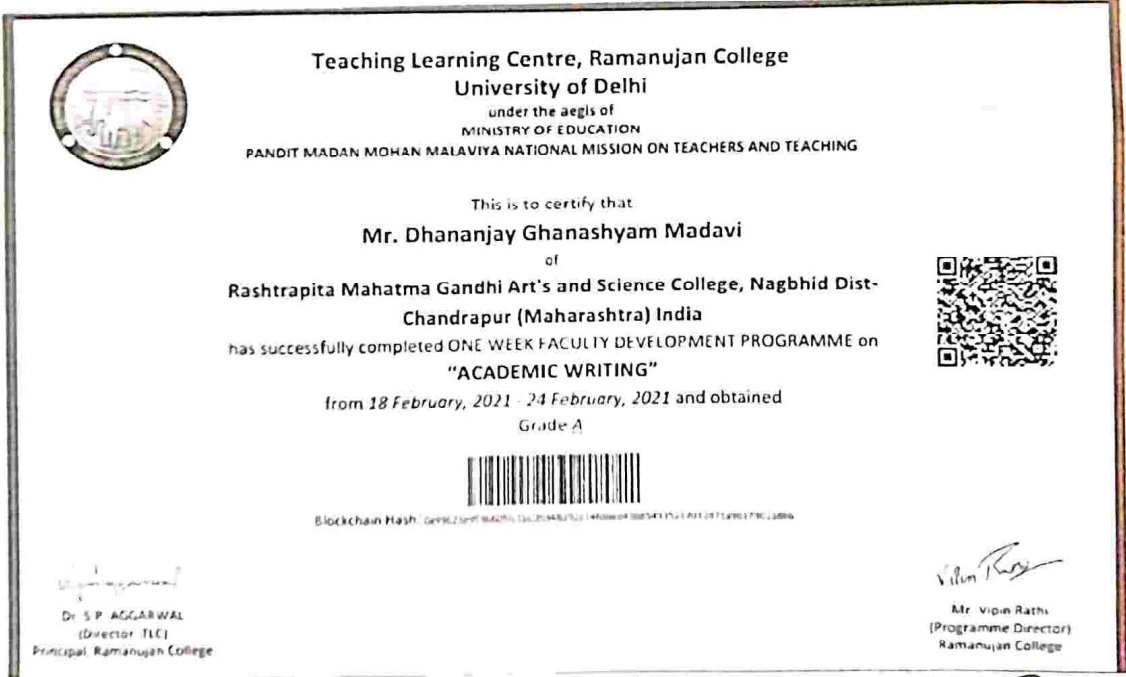 Teaching Learning Centre, Ramanujan College
University of Delhi
under the aegis of
MINISTRY OF EDUCATION
PANDIT MADAN MOHAN MALAVIYA NATIONAL MISSION ON TEACHERS AND TEACHING
This is to certify that
Mr. Dhananjay Ghanashyam Madavi
of
Rashtrapita Mahatma Gandhi Art's and Science College, Nagbhid Dist-
Chandrapur (Maharashtra) India
has successfully completed ONE WEEK FACULTY DEVELOPMENT PROGRAMME on
"ACADEMIC WRITING"
from 18 February, 2021 - 24 February, 2021 and obtained
Grade A
Blockchain Hash:
Dr. S.P. AGGARWAL
(Director, TLC)
Principal, Ramanujan College
Vipin Rathi
Mr. Vipin Rathi
(Programme Director)
Ramanujan College